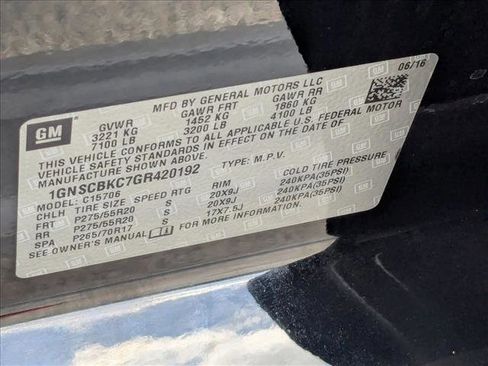 06/16
MFD BY GENERAL MOTORS LLC
GM
GVWR GAWR FRT GAWR RR
3221 KG 1452 KG 1860 KG
7100 LB 3200 LB 4100 LB
THIS VEHICLE CONFORMS TO ALL APPLICABLE U.S. FEDERAL MOTOR
VEHICLE SAFETY STANDARDS IN EFFECT ON THE DATE OF
MANUFACTURE SHOWN ABOVE.
1GNSCBKC7GR420192 TYPE: M.P.V.
MODEL: C15706
CHLH TIRE SIZE SPEED RTG RIM COLD TIRE PRESSURE
FRT P275/55R20 S 20X9J 240KPA(35PSI)
RR P275/55R20 S 20X9J 240KPA(35PSI)
SPA P265/70R17 S 17X7.5J 240KPA(35PSI)
SEE OWNER'S MANUAL